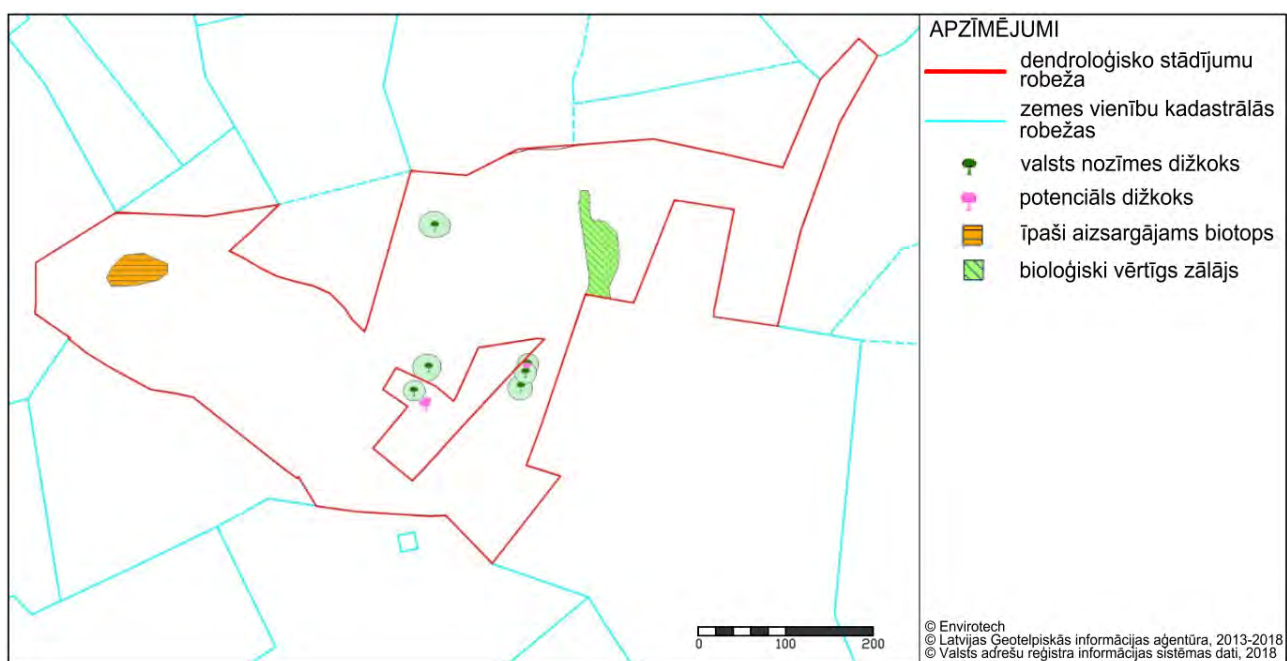 APZĪMĒJUMI
dendroloģisko stādījumu
robeža
zemes vienību kadastrālās
robežas
valsts nozīmes dižkoks
potenciāls dižkoks
īpaši aizsargājams biotops
bioloģiski vērtīgs zālājs
0 100 200
© Envirotech
© Latvijas Ģeotelpiskās informācijas aģentūra, 2013-2018
© Valsts adrešu reģistra informācijas sistēmas dati, 2018